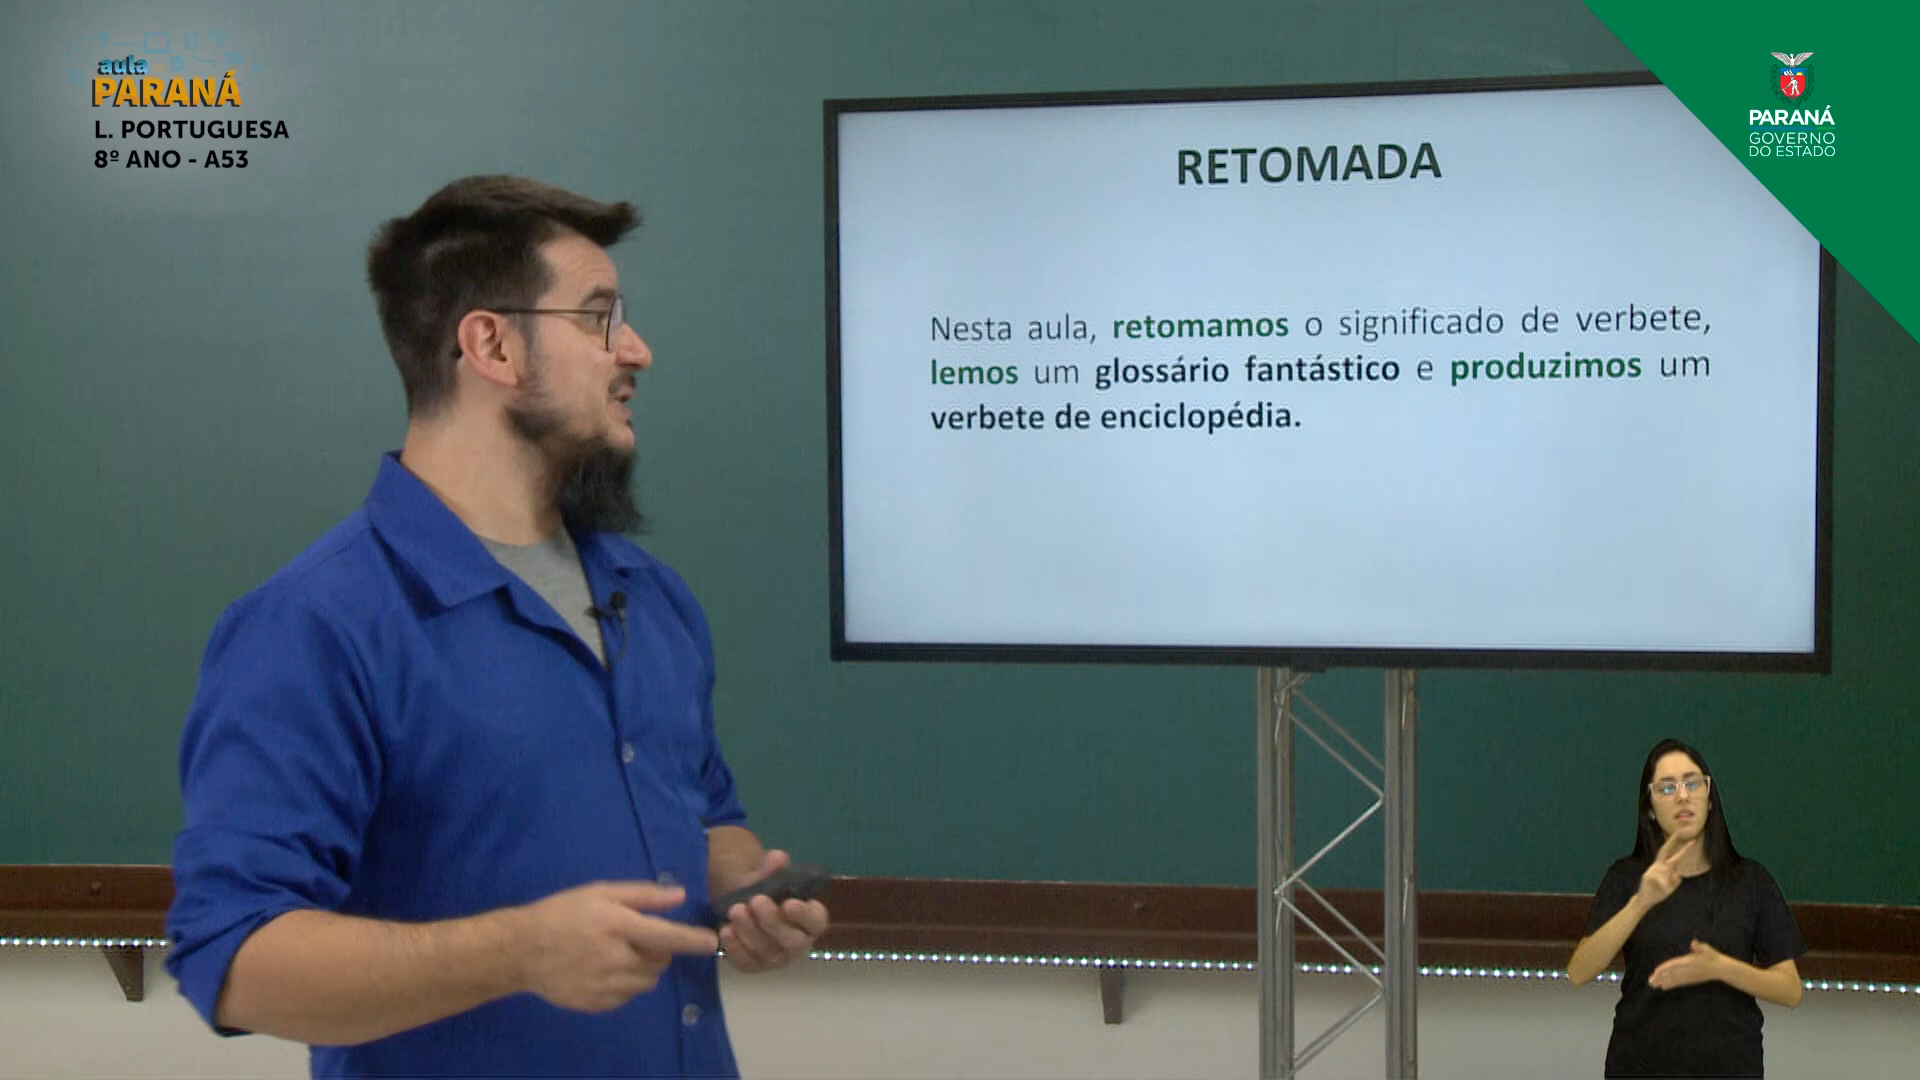 aula
PARANÁ
L. PORTUGUESA
8º ANO - A53
RETOMADA
Nesta aula, retomamos o significado de verbete,
lemos um glossário fantástico e produzimos um
verbete de enciclopédia.
PARANÁ
GOVERNO
DO ESTADO